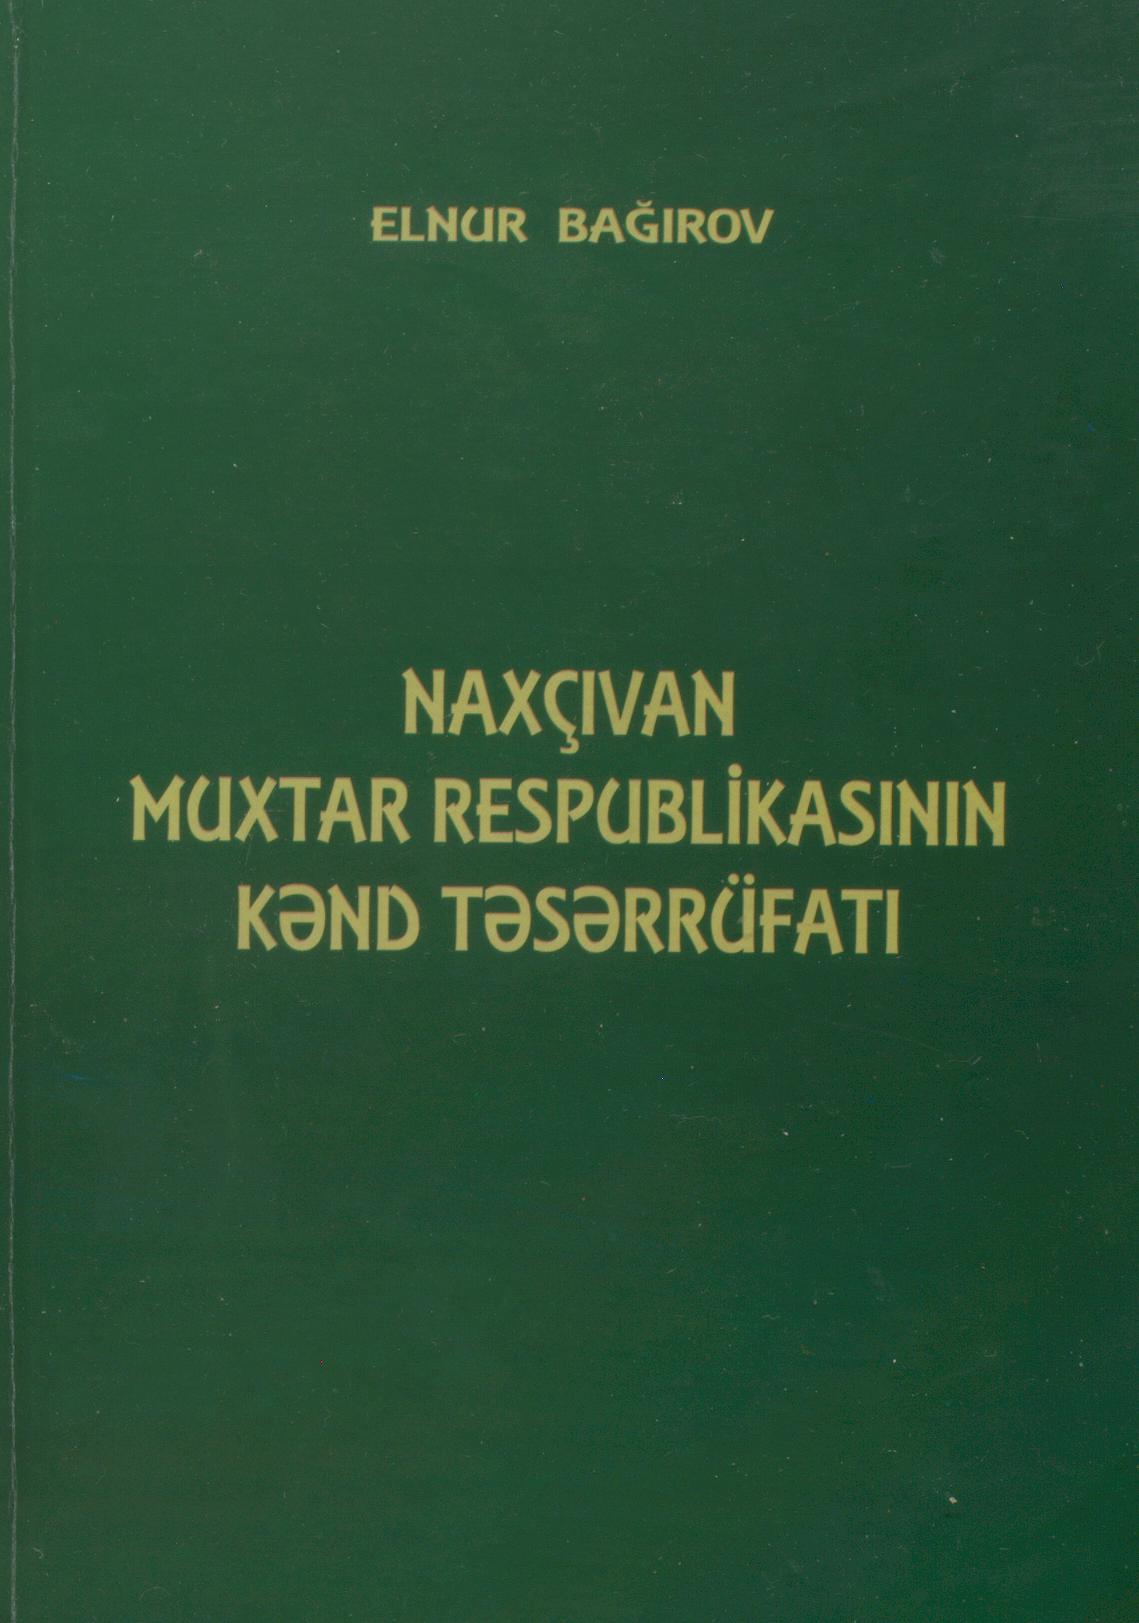 ELNUR BAĞIROV
NAXÇIVAN
MUXTAR RESPUBLİKASININ
KƏND TƏSƏRRÜFATI